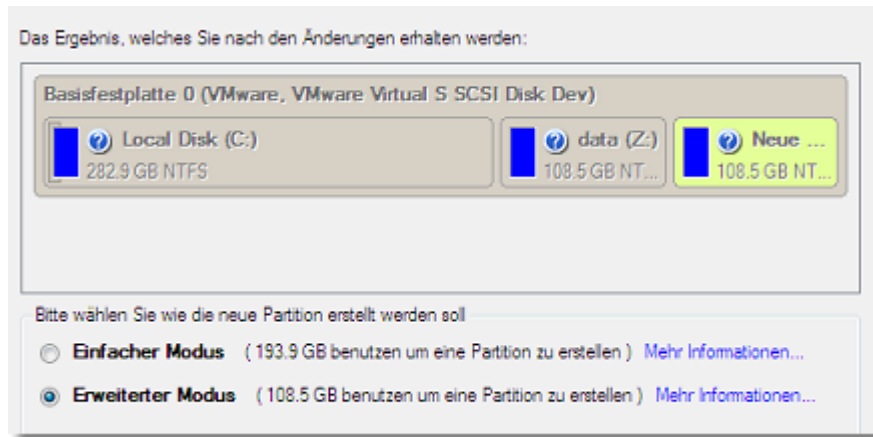 Das Ergebnis, welches Sie nach den Änderungen erhalten werden:
Basisfestplatte 0 (VMware, VMware Virtual S SCSI Disk Dev)
Local Disk (C:)
282.9 GB NTFS
data (Z:)
108.5 GB NT...
Neue ...
108.5 GB NT...
Bitte wählen Sie wie die neue Partition erstellt werden soll
Einfacher Modus ( 193.9 GB benutzen um eine Partition zu erstellen ) Mehr Informationen...
Erweiterter Modus ( 108.5 GB benutzen um eine Partition zu erstellen ) Mehr Informationen...